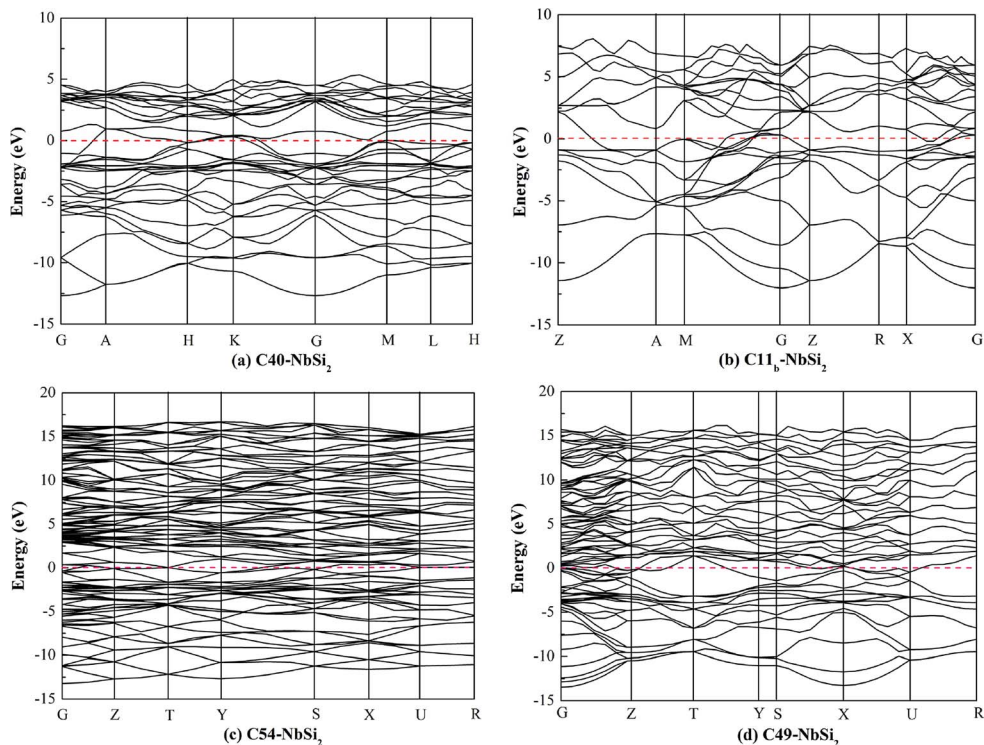 10
5
0
-5
-10
-15
Energy (eV)
G A H K G M L H
(a) C40-NbSi2
10
5
0
-5
-10
-15
Energy (eV)
Z A M G Z R X G
(b) C11b-NbSi2
20
15
10
5
0
-5
-10
-15
Energy (eV)
G Z T Y S X U R
(c) C54-NbSi2
20
15
10
5
0
-5
-10
-15
Energy (eV)
G Z T Y S X U R
(d) C49-NbSi2